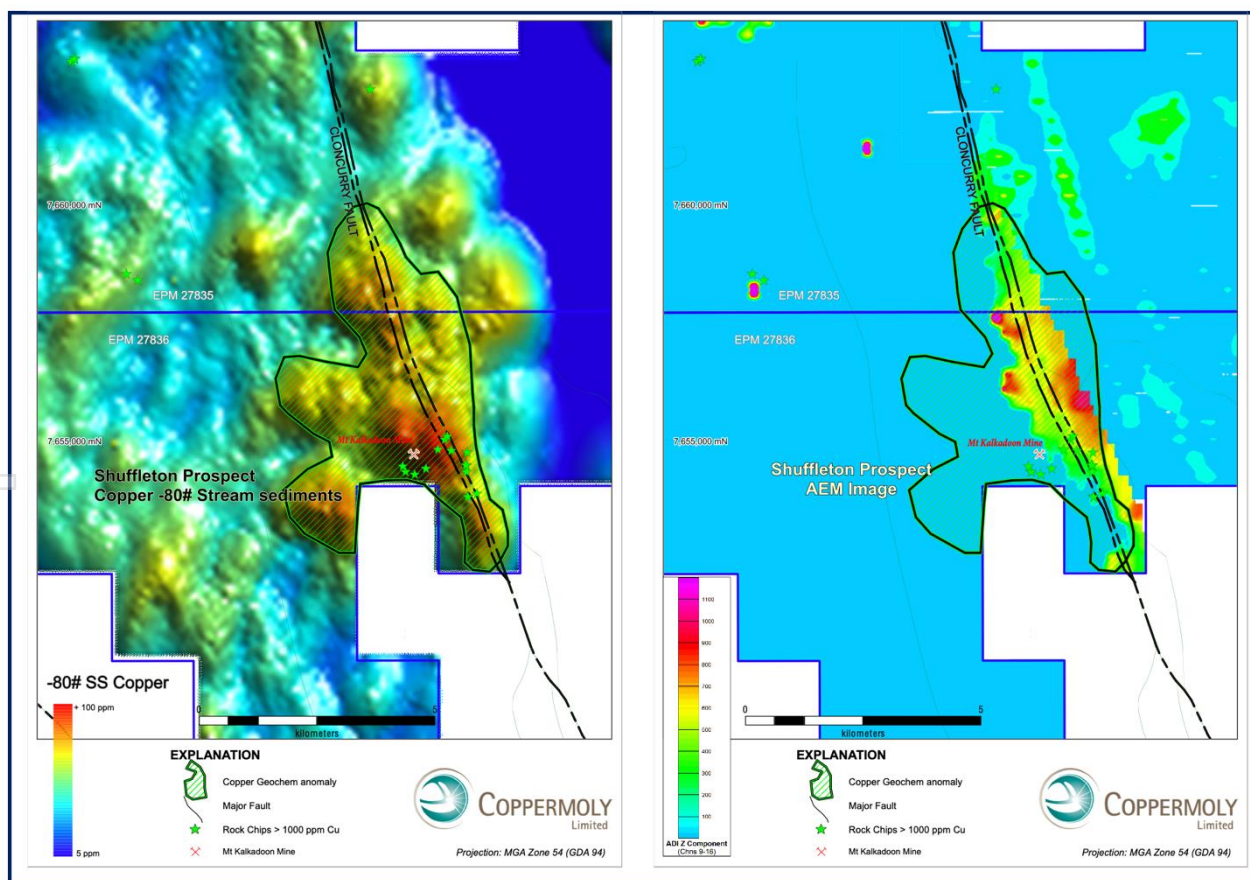 CLONCURRY FAULT
7,660,000 mN
EPM 27835
EPM 27836
7,655,000 mN
Mt Kalkadoon Mine
Shuffleton Prospect
Copper -80# Stream sediments
-80# SS Copper
+ 100 ppm
5 ppm
0
5
kilometers
EXPLANATION
Copper Geochem anomaly
Major Fault
Rock Chips > 1000 ppm Cu
Mt Kalkadoon Mine
COPPERMOLY
Limited
Projection: MGA Zone 54 (GDA 94)
CLONCURRY FAULT
7,660,000 mN
EPM 27835
EPM 27836
7,655,000 mN
Mt Kalkadoon Mine
Shuffleton Prospect
AEM Image
1100
1000
900
800
700
600
500
400
300
200
100
ADI Z Component
(Chns 9-16)
0
5
kilometers
EXPLANATION
Copper Geochem anomaly
Major Fault
Rock Chips > 1000 ppm Cu
Mt Kalkadoon Mine
COPPERMOLY
Limited
Projection: MGA Zone 54 (GDA 94)